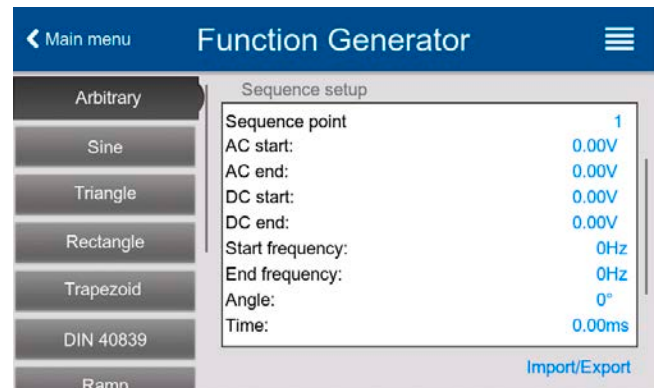 Main menu
Function Generator
Arbitrary
Sine
Triangle
Rectangle
Trapezoid
DIN 40839
Ramp
Sequence setup
Sequence point 1
AC start: 0.00V
AC end: 0.00V
DC start: 0.00V
DC end: 0.00V
Start frequency: 0Hz
End frequency: 0Hz
Angle: 0°
Time: 0.00ms
Import/Export